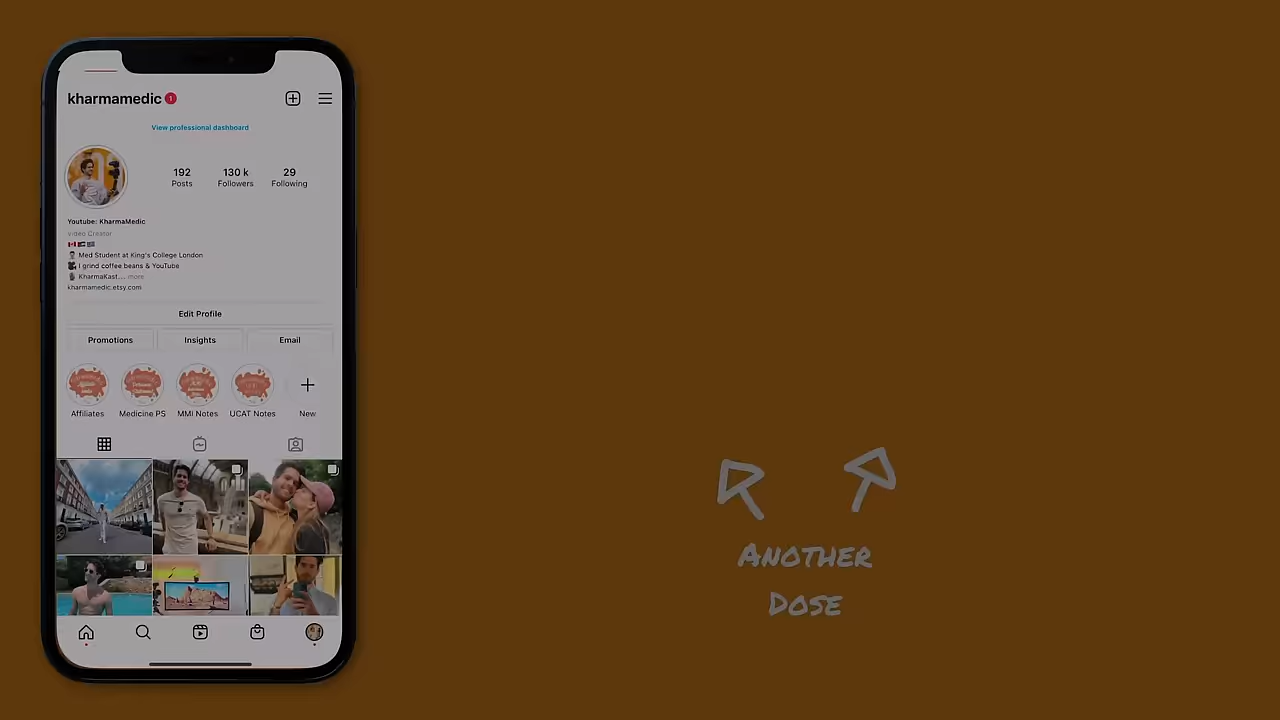 kharmamedic 1
View professional dashboard
192 130 k 29
Posts Followers Following
Youtube: KharmaMedic
Video Creator
Med Student at King's College London
I grind coffee beans & YouTube
KharmaKast... more
kharmamedic.etsy.com
Edit Profile
Promotions Insights Email
Affiliates Medicine PS MMI Notes UCAT Notes New
ANOTHER
DOSE